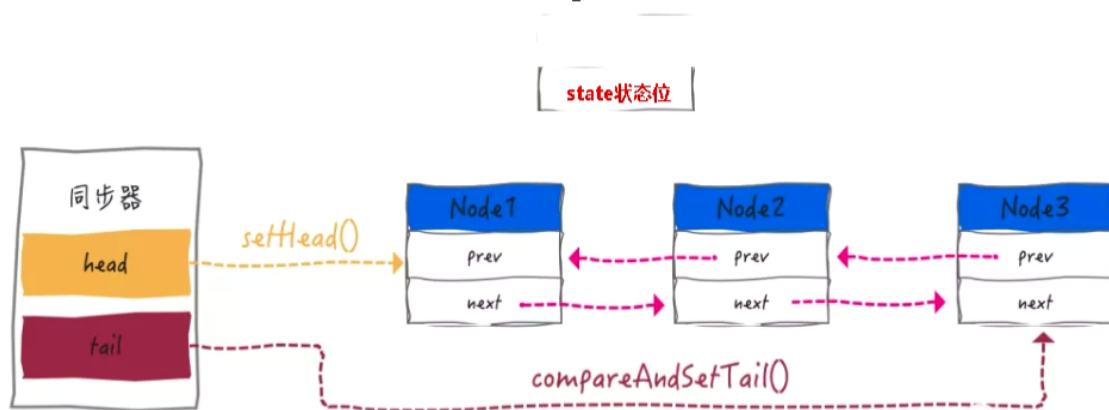 state状态位
同步器
head
tail
setHead()
Node1
prev
next
Node2
prev
next
Node3
prev
next
compareAndSetTail()